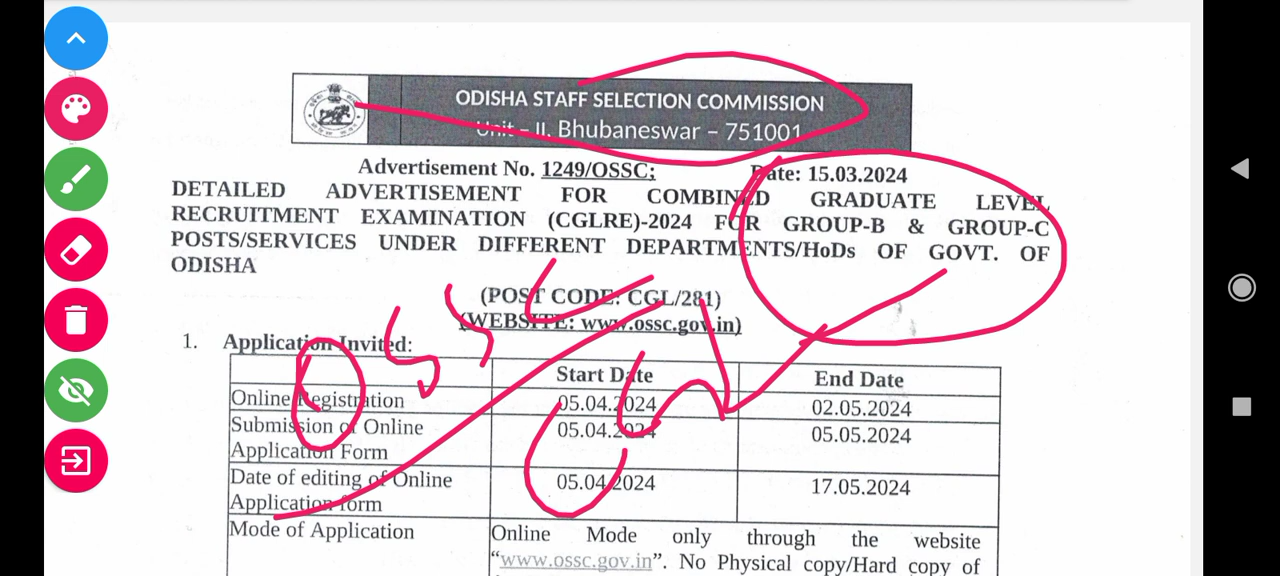 ODISHA STAFF SELECTION COMMISSION
Unit – II, Bhubaneswar – 751001
Advertisement No. 1249/OSSC; Date: 15.03.2024
DETAILED ADVERTISEMENT FOR COMBINED GRADUATE LEVEL
RECRUITMENT EXAMINATION (CGLRE)-2024 FOR GROUP-B & GROUP-C
POSTS/SERVICES UNDER DIFFERENT DEPARTMENTS/HoDs OF GOVT. OF
ODISHA
(POST CODE: CGL/281)
(WEBSITE: www.ossc.gov.in)
1. Application Invited:
Start Date End Date
Online Registration 05.04.2024 02.05.2024
Submission of Online 05.04.2024 05.05.2024
Application Form
Date of editing of Online 05.04.2024 17.05.2024
Application form
Mode of Application Online Mode only through the website
“www.ossc.gov.in”. No Physical copy/Hard copy of
OSSC